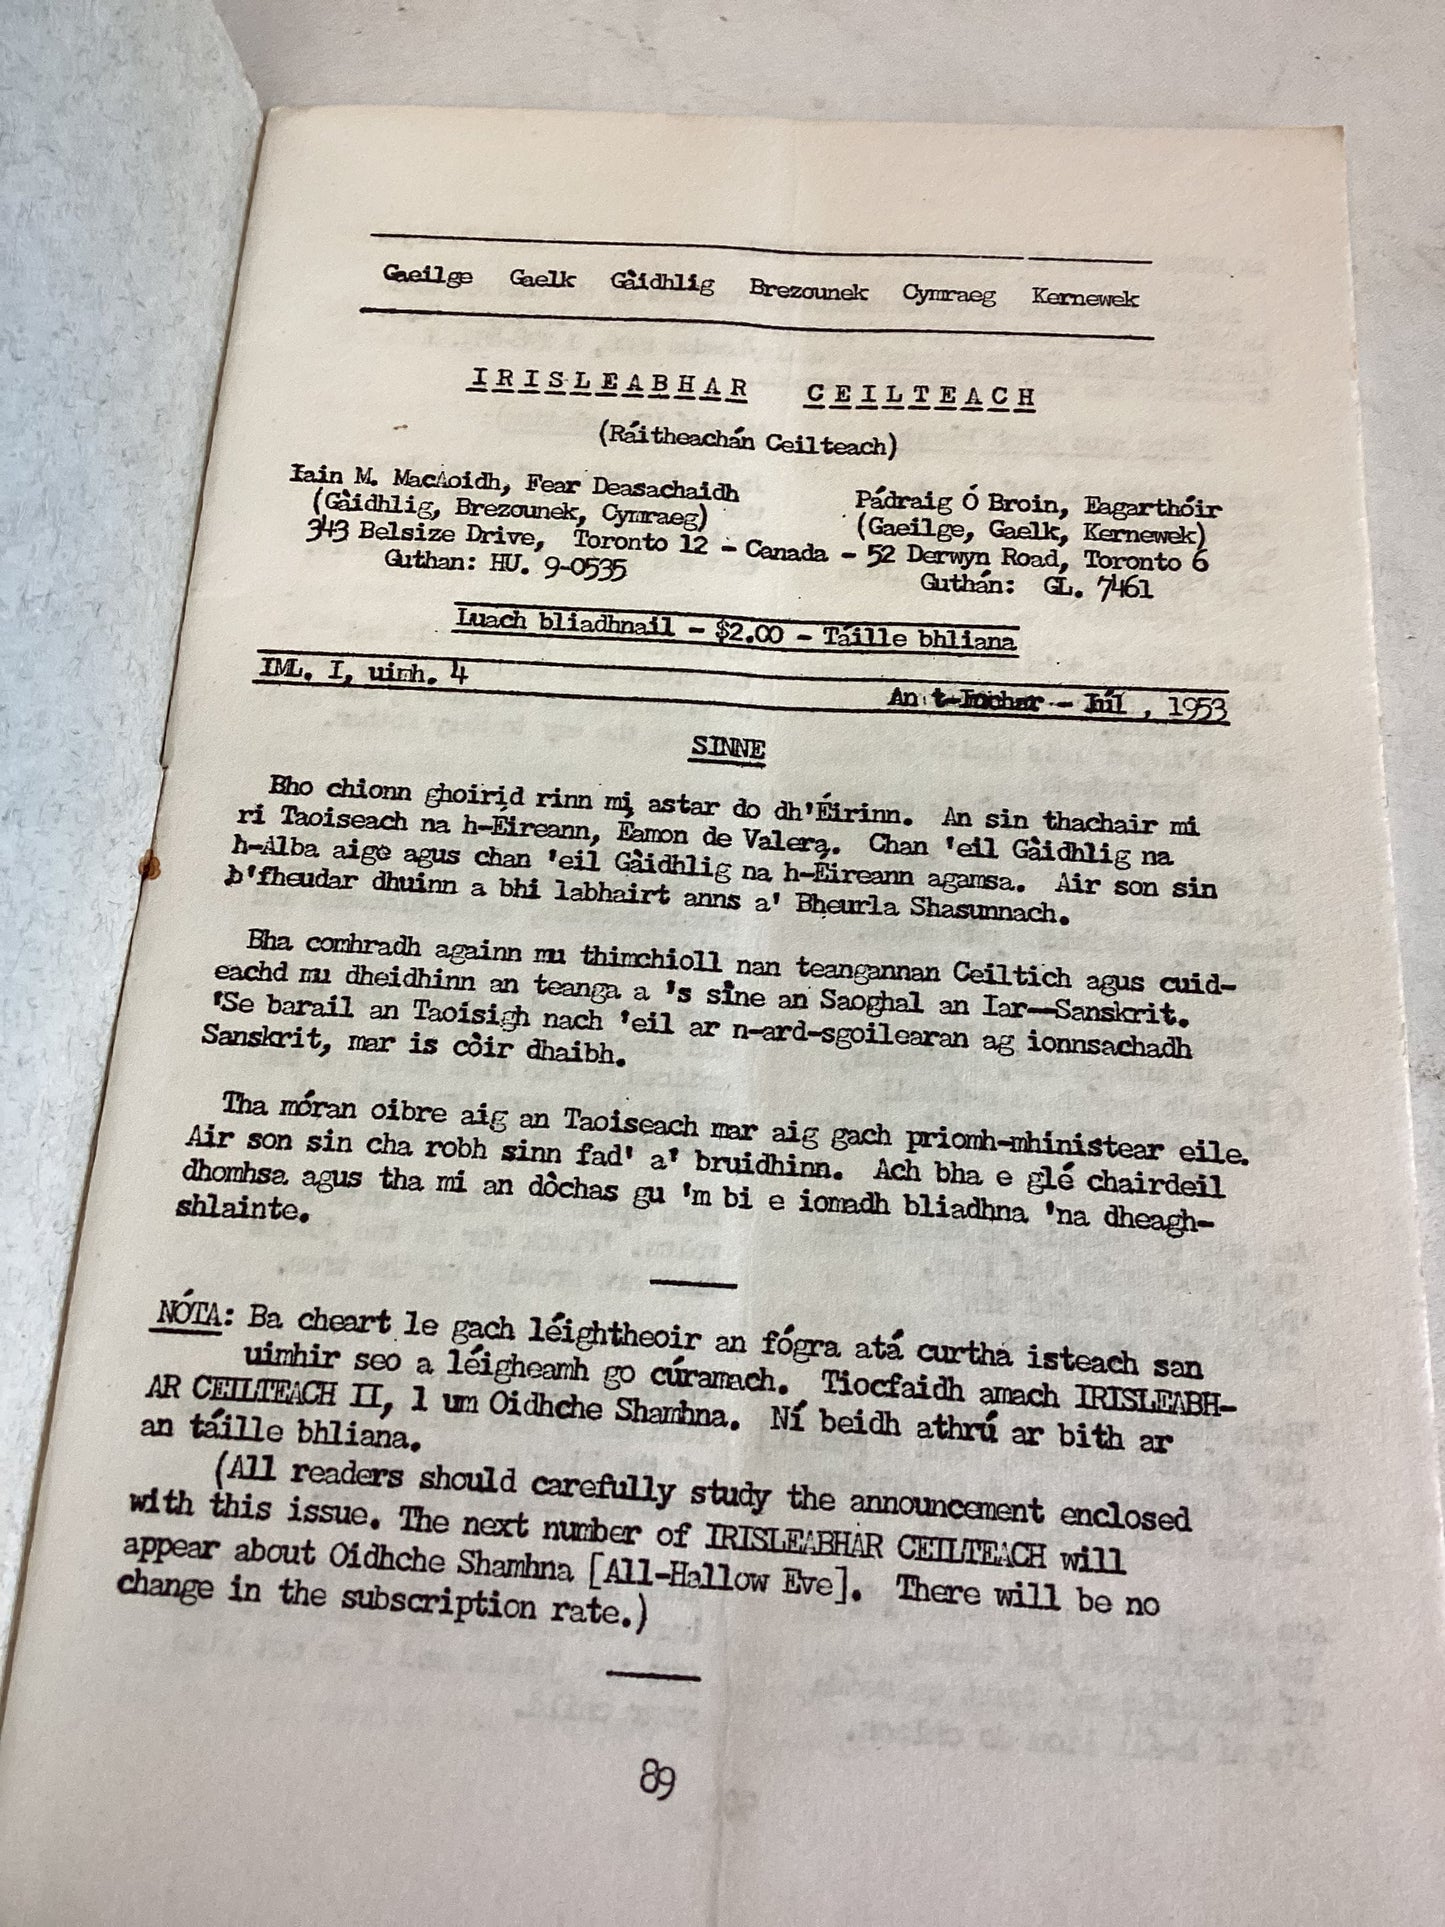 Gaeilge Gaelk Gàidhlig Brezounek Cymraeg Kernewek
IRISLEABHAR CEILTEACH
(Ráitheachán Ceilteach)
Iain M. MacAoidh, Fear Deasachaidh
(Gàidhlig, Brezounek, Cymraeg)
343 Belsize Drive, Toronto 12 - Canada - 52 Derwyn Road, Toronto 6
Guthan: HU. 9-0535
Pádraig Ó Broin, Eagarthóir
(Gaeilge, Gaelk, Kernewek)
Guthán: GL. 7461
Luach bliadhnail - $2.00 - Táille bhliana
IML. I, uimh. 4
An t-Iuchar - Iúil, 1953
SINNE
Bho chionn ghoirid rinn mi astar do dh'Éirinn. An sin thachair mi
ri Taoiseach na h-Éireann, Éamon de Valera. Chan 'eil Gàidhlig na
h-Alba aige agus chan 'eil Gàidhlig na h-Éireann agamsa. Air son sin
b'fheudar dhuinn a bhi labhairt anns a' Bheurla Shasunnach.
Bha comhradh againn mu thimchioll nan teangannan Ceiltich agus cuid-
eachd mu dheidhinn an teanga a 's sìne an Saoghal an Iar--Sanskrit.
'Se barail an Taoisigh nach 'eil ar n-ard-sgoilearan ag ionnsachadh
Sanskrit, mar is còir dhaibh.
Tha móran oibre aig an Taoiseach mar aig gach priomh-mhinistear eile.
Air son sin cha robh sinn fad' a' bruidhinn. Ach bha e glé chairdeil
dhomhsa agus tha mi an dòchas gu 'm bi e iomadh bliadhna 'na dheagh-
shlainte.
NÓTA: Ba cheart le gach léightheoir an fógra atá curtha isteach san
uimhir seo a léigheamh go cúramach. Tiocfaidh amach IRISLEABH-
AR CEILTEACH II, 1 um Oidhche Shamhna. Ní beidh athrú ar bith ar
an táille bhliana.
(All readers should carefully study the announcement enclosed
with this issue. The next number of IRISLEABHAR CEILTEACH will
appear about Oidhche Shamhna [All-Hallow Eve]. There will be no
change in the subscription rate.)
89